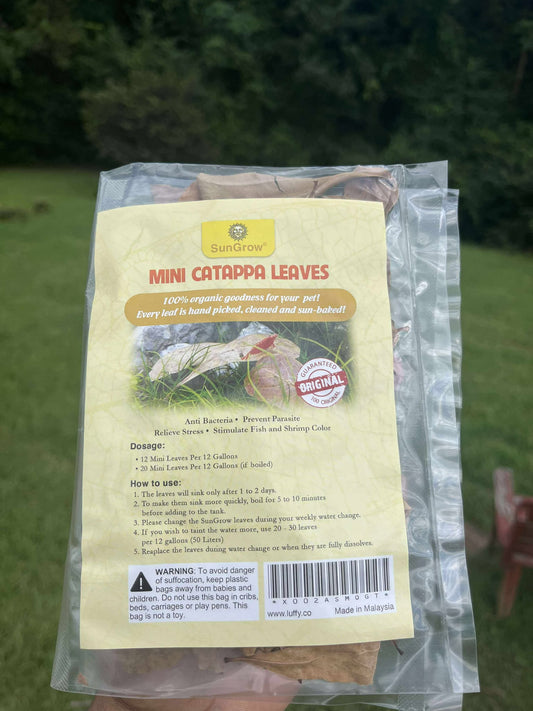 SunGrow®
MINI CATAPPA LEAVES
100% organic goodness for your pet!
Every leaf is hand picked, cleaned and sun-baked!
GUARANTEED
ORIGINAL
100 ORIGINAL
Anti Bacteria • Prevent Parasite
Relieve Stress • Stimulate Fish and Shrimp Color
Dosage:
• 12 Mini Leaves Per 12 Gallons
• 20 Mini Leaves Per 12 Gallons (if boiled)
How to use:
1. The leaves will sink only after 1 to 2 days.
2. To make them sink more quickly, boil for 5 to 10 minutes
before adding to the tank.
3. Please change the SunGrow leaves during your weekly water change.
4. If you wish to taint the water more, use 20 - 30 leaves
per 12 gallons (50 Liters)
5. Reaplace the leaves during water change or when they are fully dissolves.
WARNING: To avoid danger
of suffocation, keep plastic
bags away from babies and
children. Do not use this bag in cribs,
beds, carriages or play pens. This
bag is not a toy.
*X002ASMQGT*
www.luffy.co Made in Malaysia